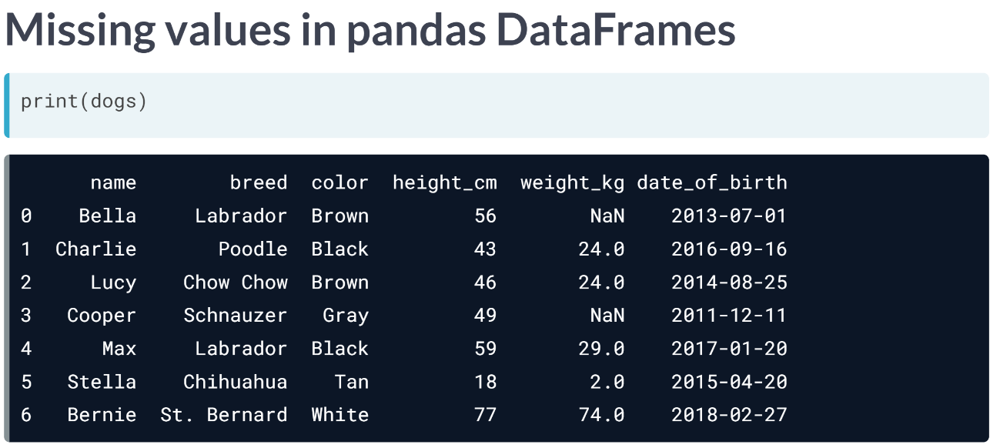 Missing values in pandas DataFrames
print(dogs)
name breed color height_cm weight_kg date_of_birth
0 Bella Labrador Brown 56 NaN 2013-07-01
1 Charlie Poodle Black 43 24.0 2016-09-16
2 Lucy Chow Chow Brown 46 24.0 2014-08-25
3 Cooper Schnauzer Gray 49 NaN 2011-12-11
4 Max Labrador Black 59 29.0 2017-01-20
5 Stella Chihuahua Tan 18 2.0 2015-04-20
6 Bernie St. Bernard White 77 74.0 2018-02-27